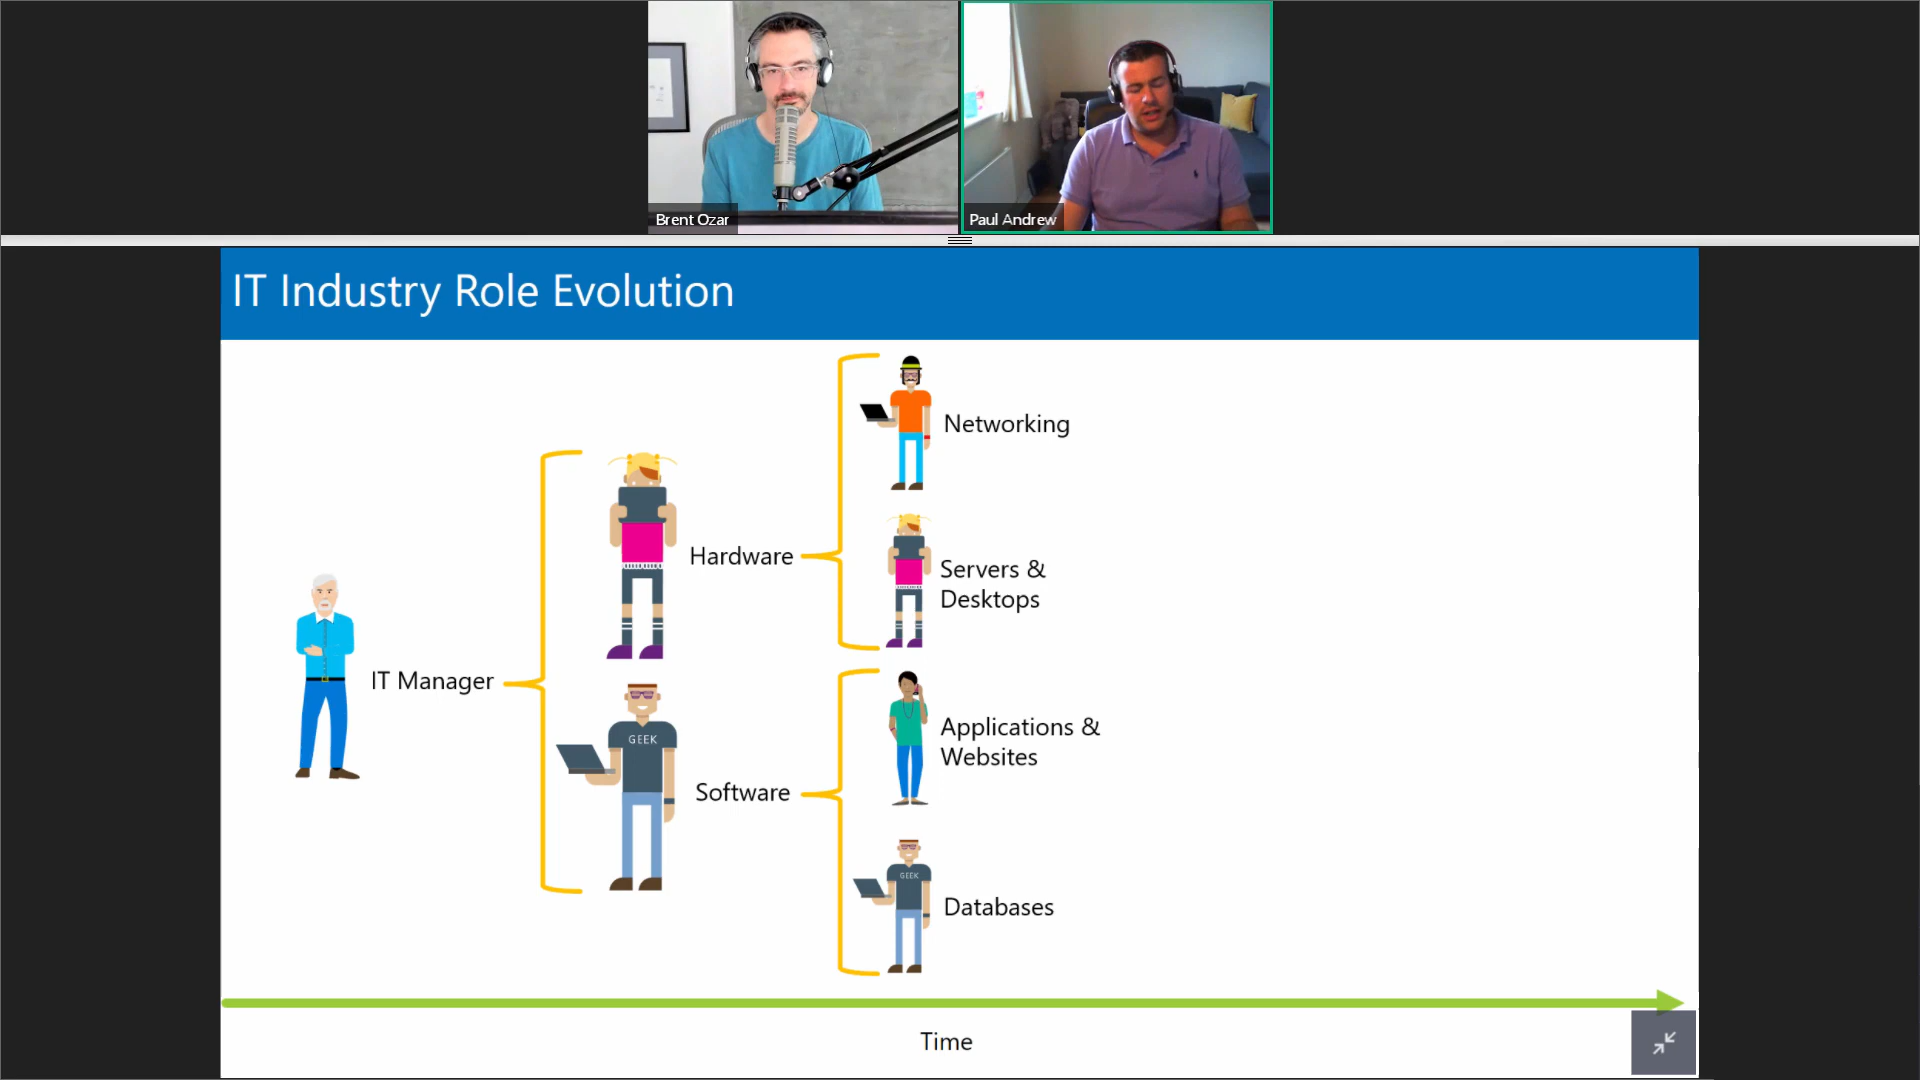 Brent Ozar
Paul Andrew
IT Industry Role Evolution
Networking
Hardware
Servers &
Desktops
IT Manager
GEEK
Software
Applications &
Websites
GEEK
Databases
Time